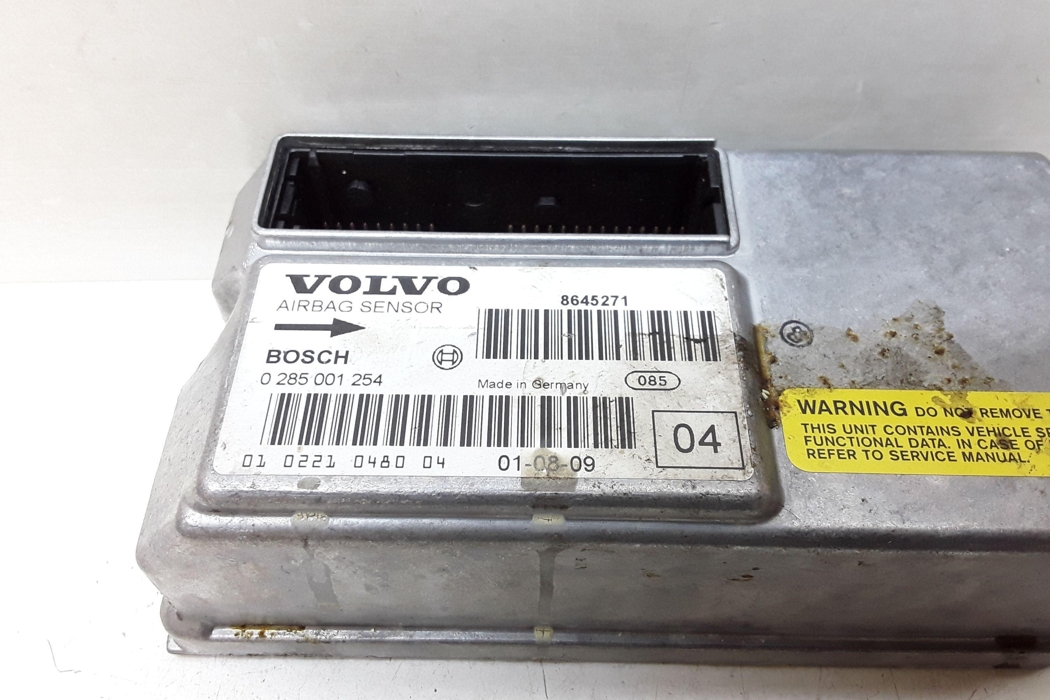 VOLVO
AIRBAG SENSOR
8645271
BOSCH
0 285 001 254
Made in Germany
085
04
01 0221 0480 04
01-08-09
WARNING DO NOT REMOVE
THIS UNIT CONTAINS VEHICLE
FUNCTIONAL DATA. IN CASE OF
REFER TO SERVICE MANUAL.